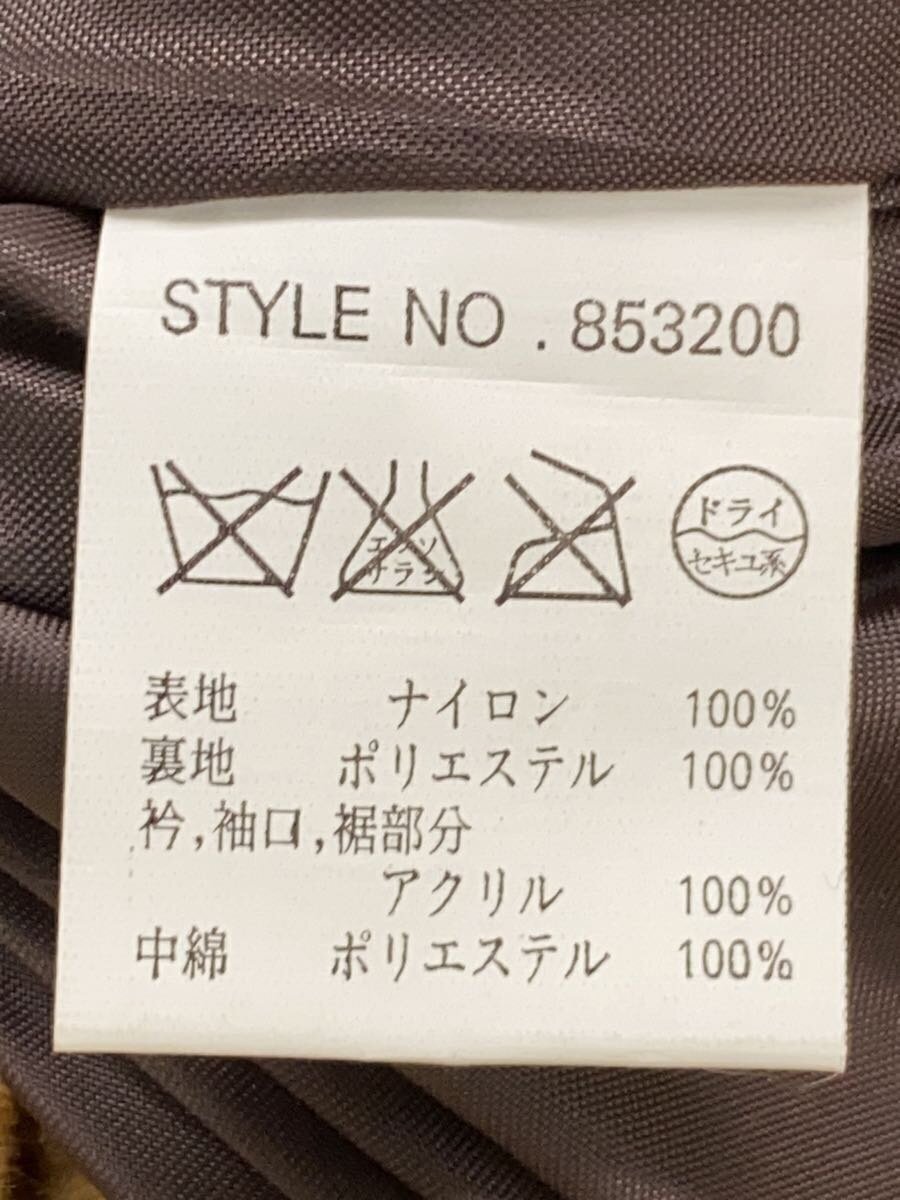 STYLE NO . 853200
エンソ
サラシ
ドライ
セキユ系
表地 ナイロン 100%
裏地 ポリエステル 100%
衿,袖口,裾部分
アクリル 100%
中綿 ポリエステル 100%